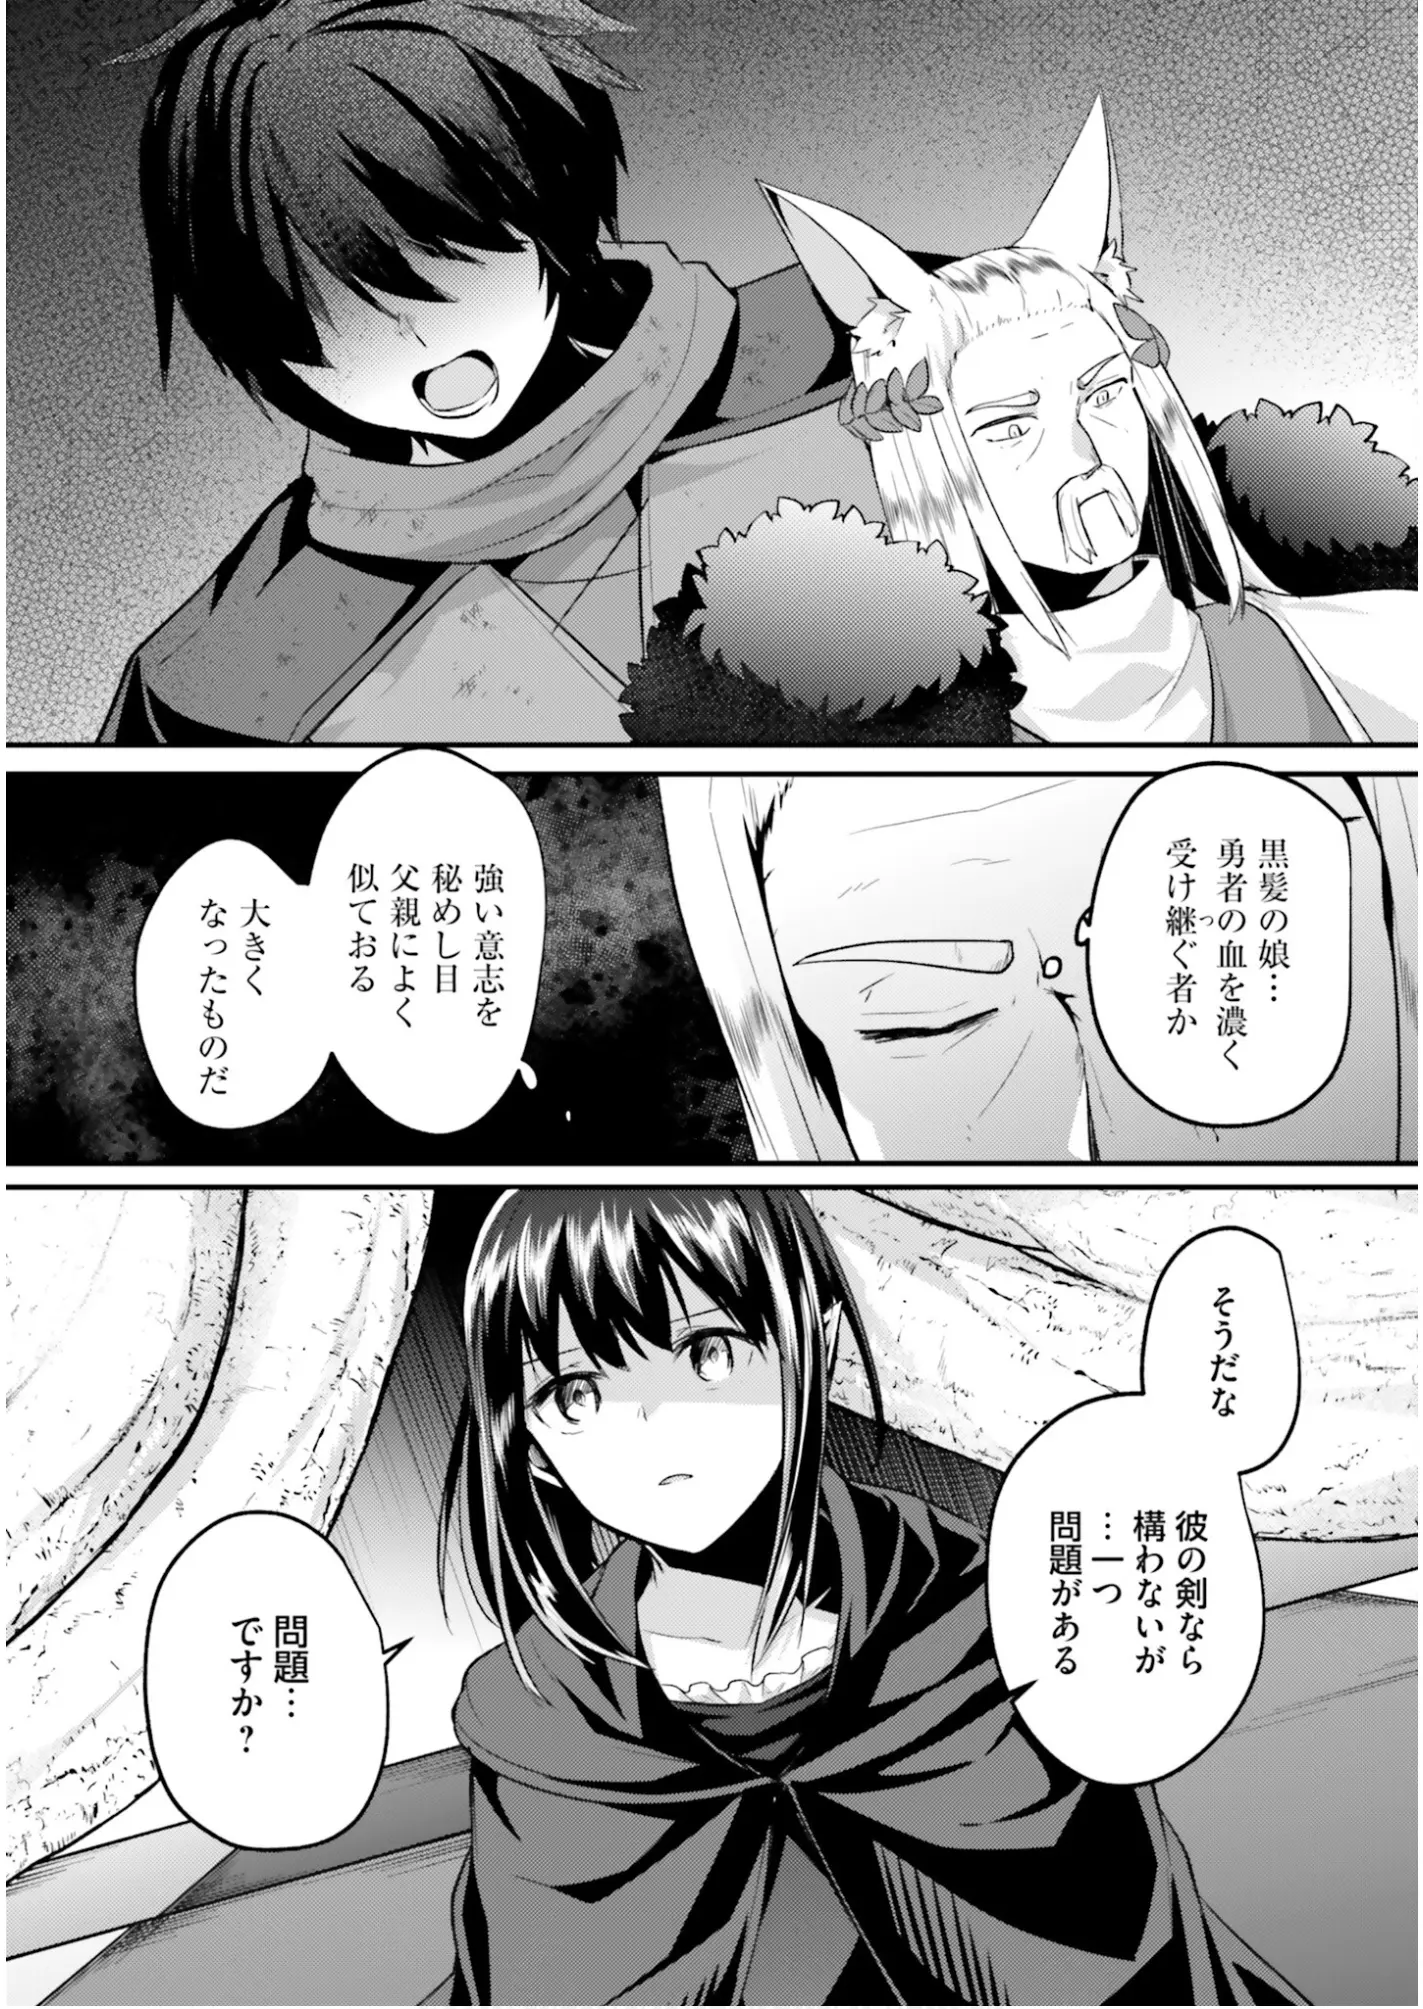 黒髪の娘…
勇者の血を濃く
受け継ぐ者か
強い意志を
秘めし目
父親によく
似ておる
大きく
なったものだ
そうだな
彼の剣なら
構わないが
…一つ
問題がある
問題…
ですか?